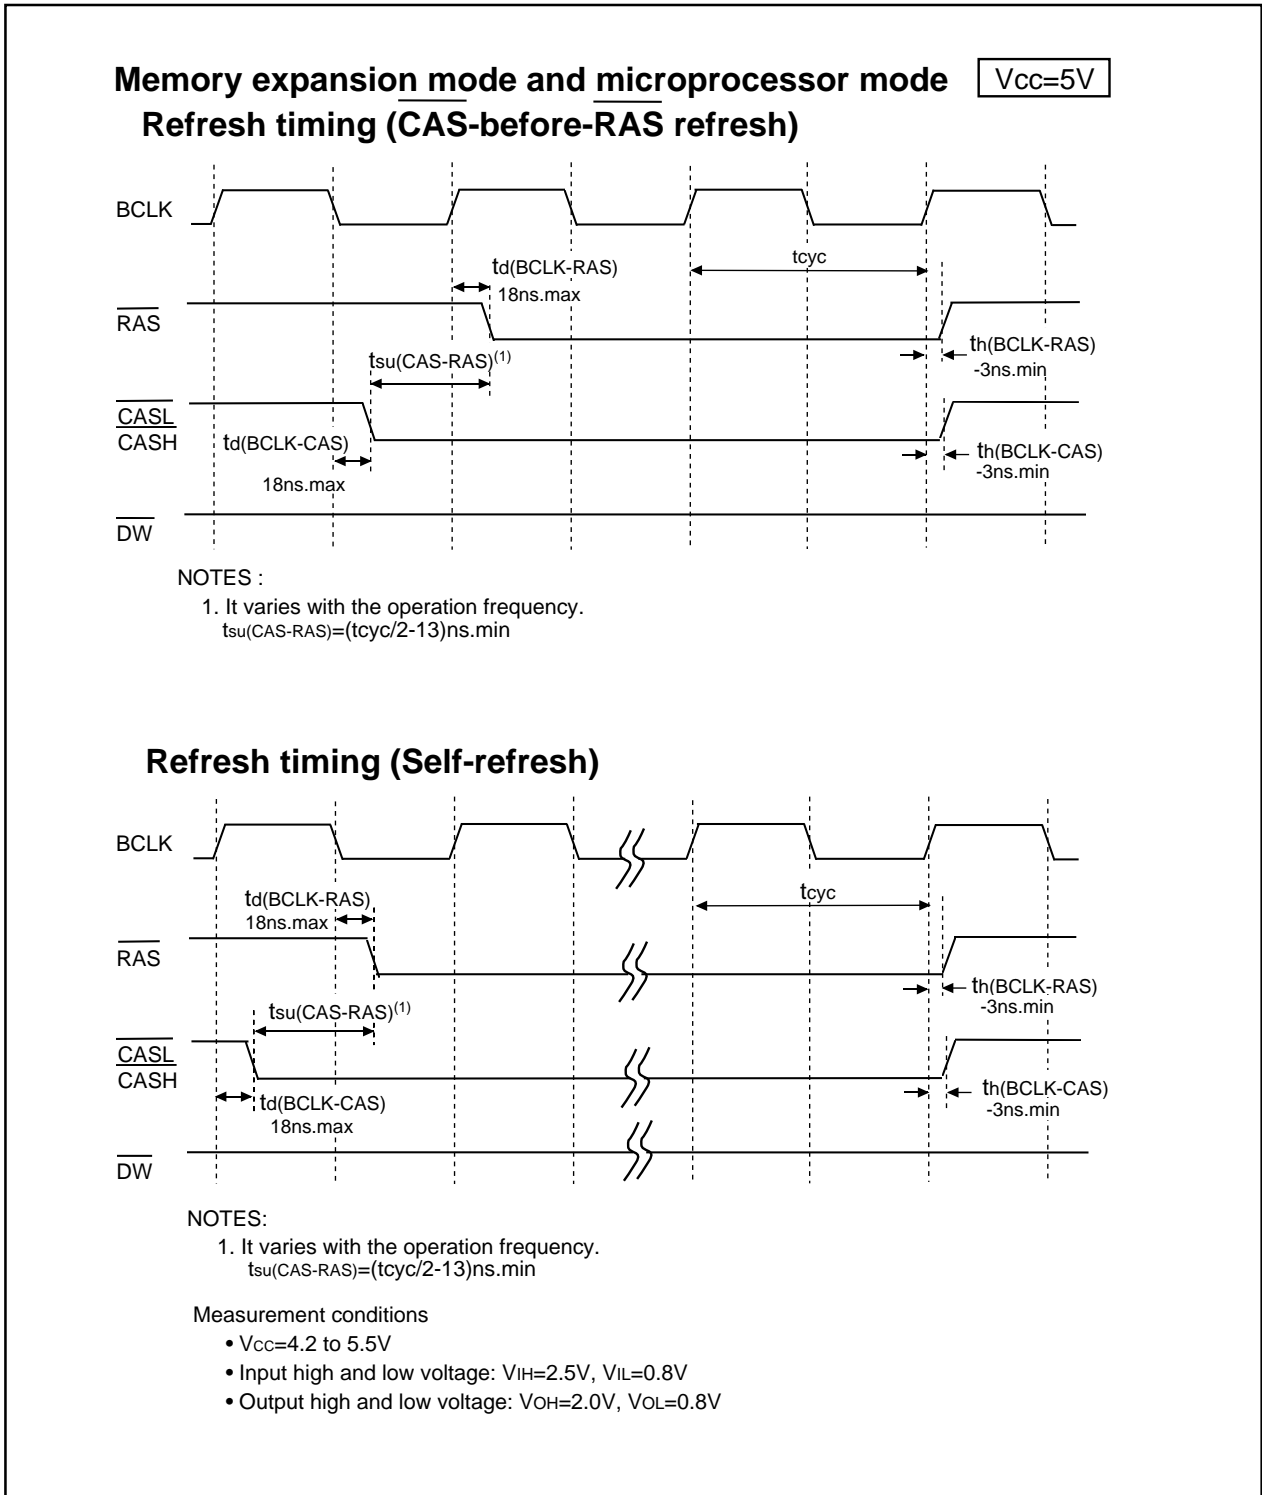 Memory expansion mode and microprocessor mode
Vcc=5V
Refresh timing (CAS-before-RAS refresh)
BCLK
td(BCLK-RAS)
18ns.max
tcyc
RAS
tsu(CAS-RAS)(1)
th(BCLK-RAS)
-3ns.min
CASL
CASH
td(BCLK-CAS)
18ns.max
th(BCLK-CAS)
-3ns.min
DW
NOTES :
1. It varies with the operation frequency.
tsu(CAS-RAS)=(tcyc/2-13)ns.min
Refresh timing (Self-refresh)
BCLK
td(BCLK-RAS)
18ns.max
tcyc
RAS
tsu(CAS-RAS)(1)
th(BCLK-RAS)
-3ns.min
CASL
CASH
td(BCLK-CAS)
18ns.max
th(BCLK-CAS)
-3ns.min
DW
NOTES:
1. It varies with the operation frequency.
tsu(CAS-RAS)=(tcyc/2-13)ns.min
Measurement conditions
• VCC=4.2 to 5.5V
• Input high and low voltage: VIH=2.5V, VIL=0.8V
• Output high and low voltage: VOH=2.0V, VOL=0.8V